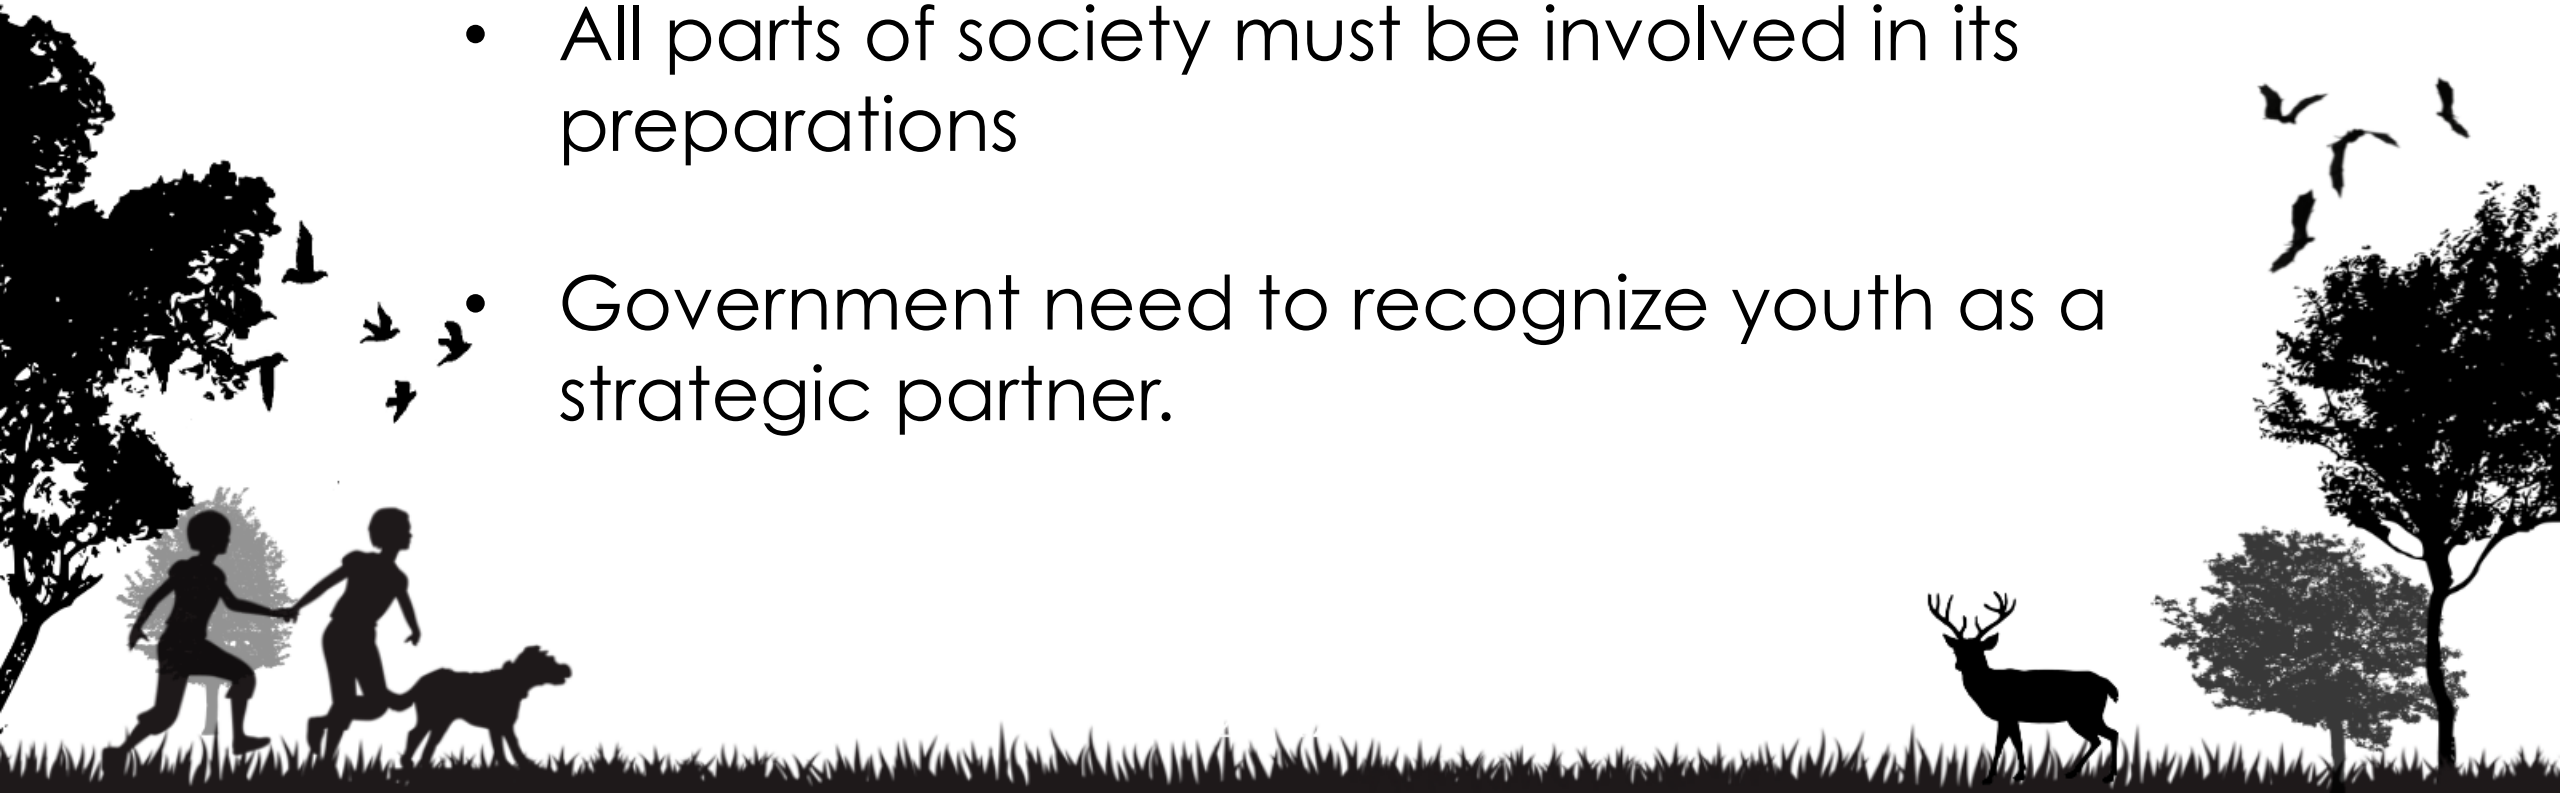 • All parts of society must be involved in its
preparations
• Government need to recognize youth as a
strategic partner.